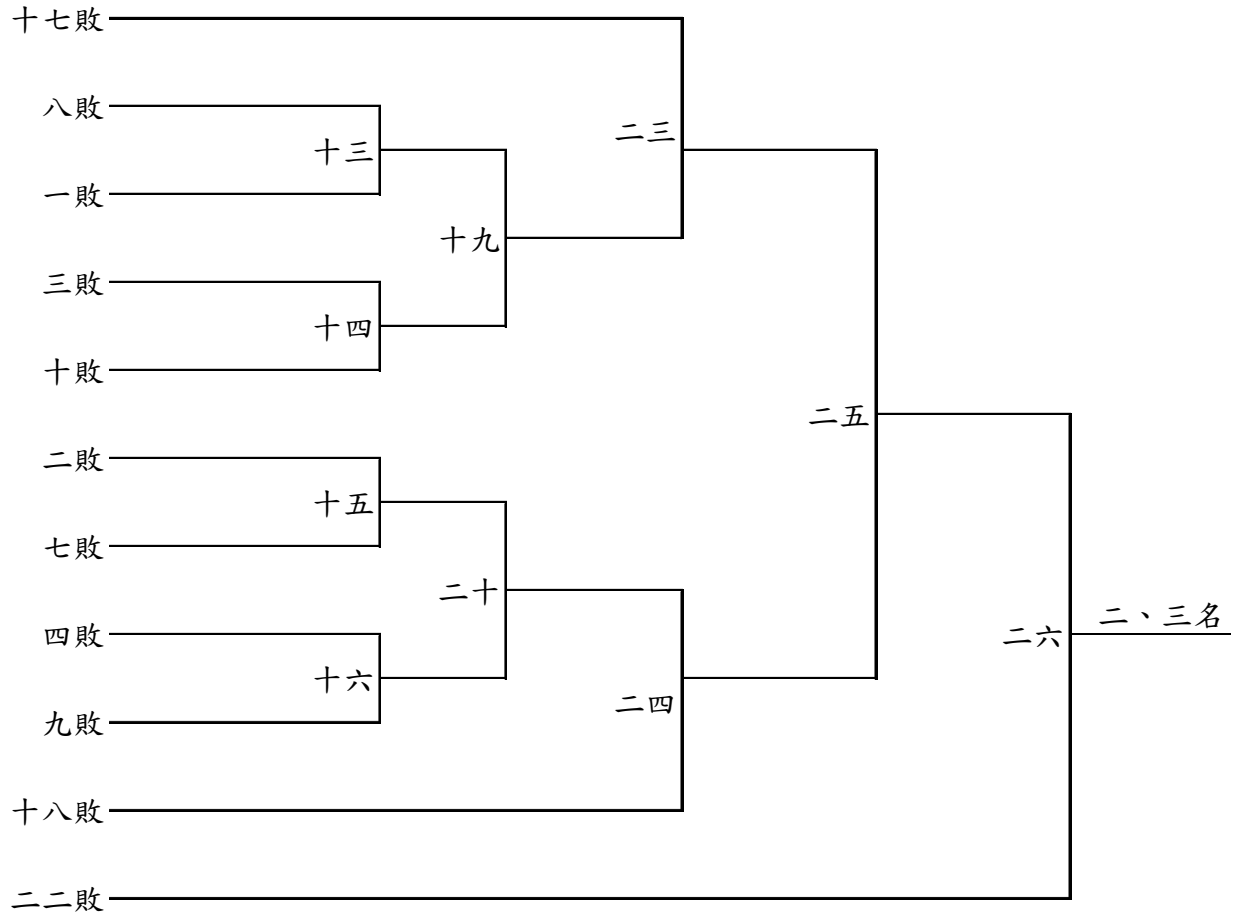 十七敗
八敗
二三
十三
一敗
十九
三敗
十四
十敗
二五
二敗
十五
七敗
二十
四敗
二六
二、三名
十六
二四
九敗
十八敗
二二敗